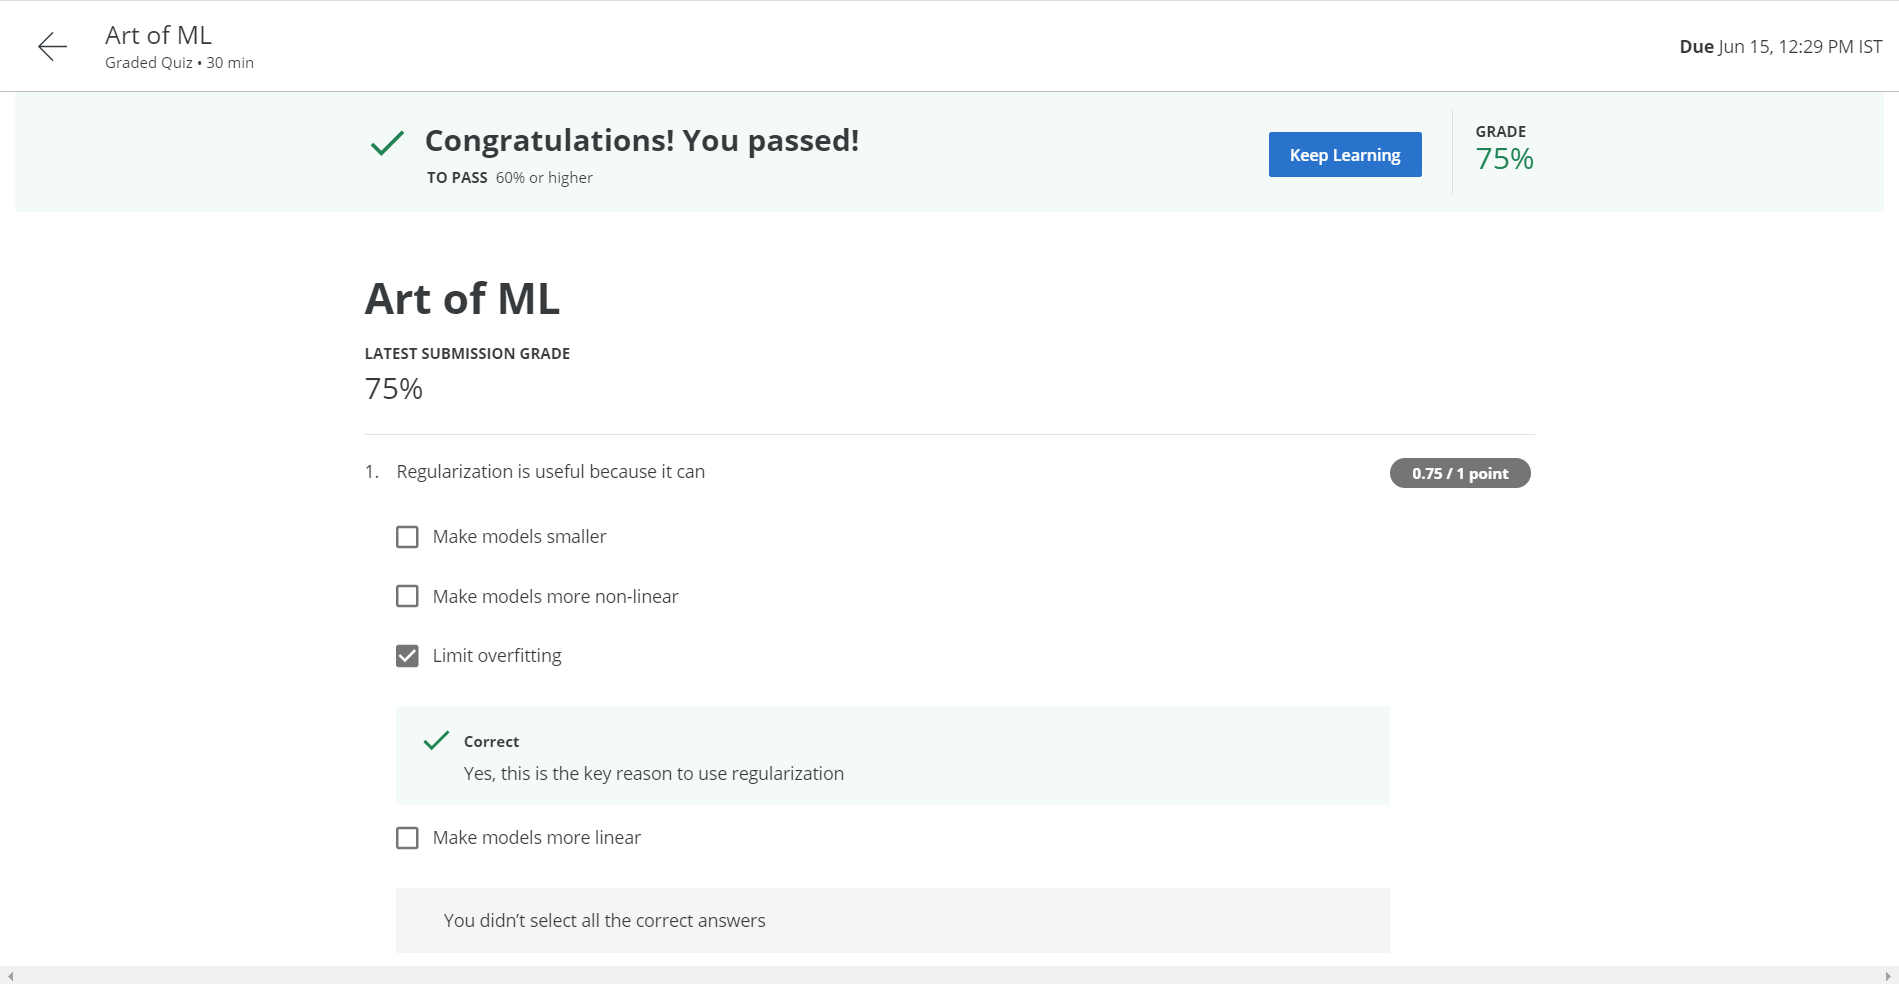 Art of ML
Graded Quiz • 30 min
Due Jun 15, 12:29 PM IST
Congratulations! You passed!
TO PASS 60% or higher
Keep Learning
GRADE
75%
Art of ML
LATEST SUBMISSION GRADE
75%
1. Regularization is useful because it can
0.75 / 1 point
Make models smaller
Make models more non-linear
Limit overfitting
Correct
Yes, this is the key reason to use regularization
Make models more linear
You didn’t select all the correct answers